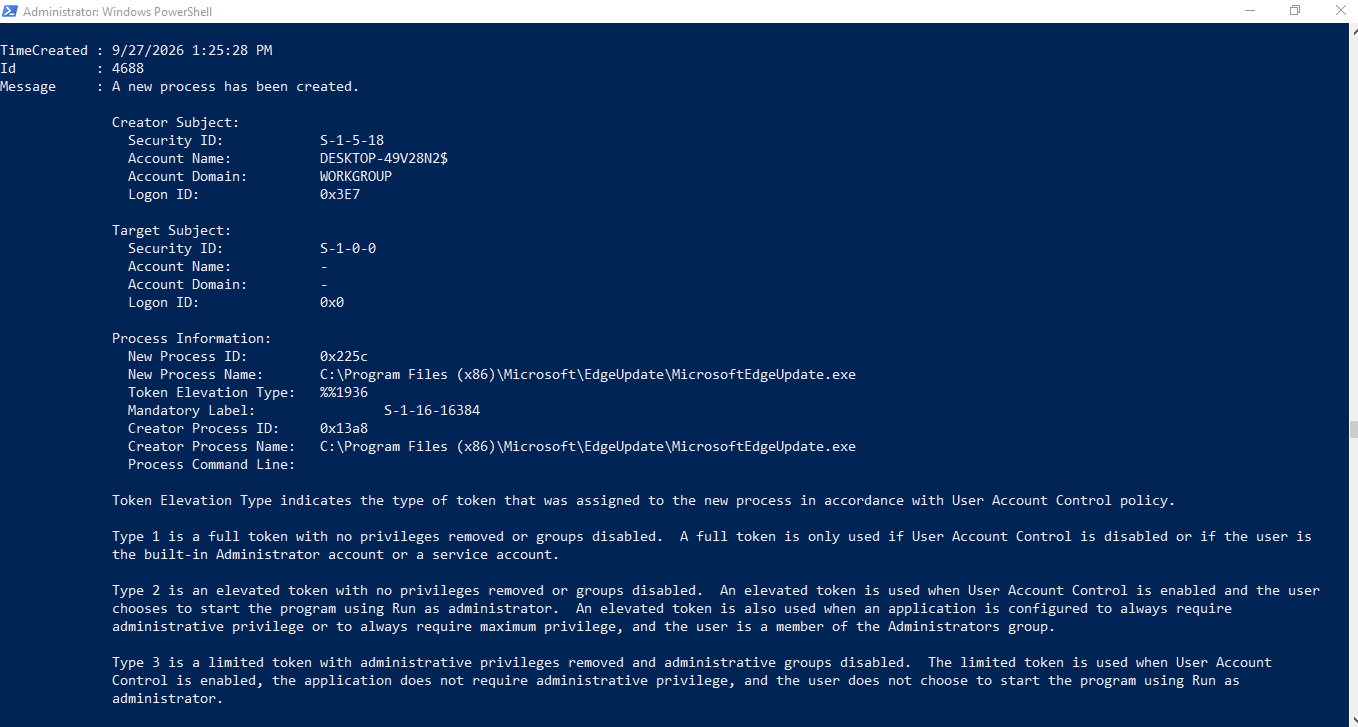 Administrator: Windows PowerShell
TimeCreated : 9/27/2026 1:25:28 PM
Id          : 4688
Message     : A new process has been created.
Creator Subject:
Security ID: S-1-5-18
Account Name: DESKTOP-49V28N2$
Account Domain: WORKGROUP
Logon ID: 0x3E7
Target Subject:
Security ID: S-1-0-0
Account Name: -
Account Domain: -
Logon ID: 0x0
Process Information:
New Process ID: 0x225c
New Process Name: C:\Program Files (x86)\Microsoft\EdgeUpdate\MicrosoftEdgeUpdate.exe
Token Elevation Type: %%1936
Mandatory Label: S-1-16-16384
Creator Process ID: 0x13a8
Creator Process Name: C:\Program Files (x86)\Microsoft\EdgeUpdate\MicrosoftEdgeUpdate.exe
Process Command Line:
Token Elevation Type indicates the type of token that was assigned to the new process in accordance with User Account Control policy.
Type 1 is a full token with no privileges removed or groups disabled.  A full token is only used if User Account Control is disabled or if the user is
the built-in Administrator account or a service account.
Type 2 is an elevated token with no privileges removed or groups disabled.  An elevated token is used when User Account Control is enabled and the user
chooses to start the program using Run as administrator.  An elevated token is also used when an application is configured to always require
administrative privilege or to always require maximum privilege, and the user is a member of the Administrators group.
Type 3 is a limited token with administrative privileges removed and administrative groups disabled.  The limited token is used when User Account
Control is enabled, the application does not require administrative privilege, and the user does not choose to start the program using Run as
administrator.